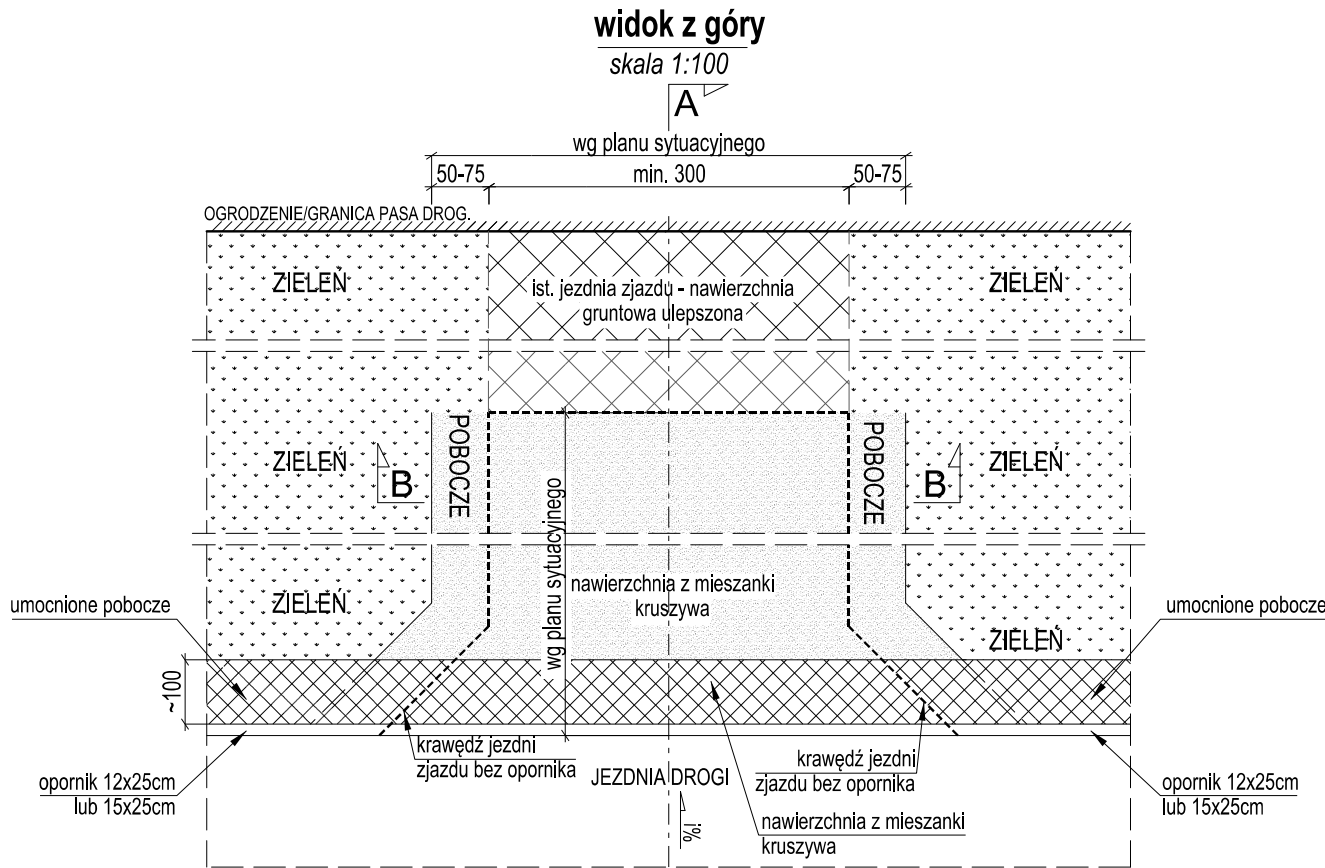 widok z góry
skala 1:100
A
wg planu sytuacyjnego
50-75
min. 300
50-75
OGRODZENIE/GRANICA PASA DROG.
ZIELEŃ
ist. jezdnia zjazdu - nawierzchnia
gruntowa ulepszona
ZIELEŃ
ZIELEŃ
B
POBOCZE
wg planu sytuacyjnego
POBOCZE
B
ZIELEŃ
umocnione pobocze
ZIELEŃ
nawierzchnia z mieszanki
kruszywa
ZIELEŃ
umocnione pobocze
~100
krawędź jezdni
zjazdu bez opornika
krawędź jezdni
zjazdu bez opornika
opornik 12x25cm
lub 15x25cm
JEZDNIA DROGI
opornik 12x25cm
lub 15x25cm
i%
nawierzchnia z mieszanki
kruszywa